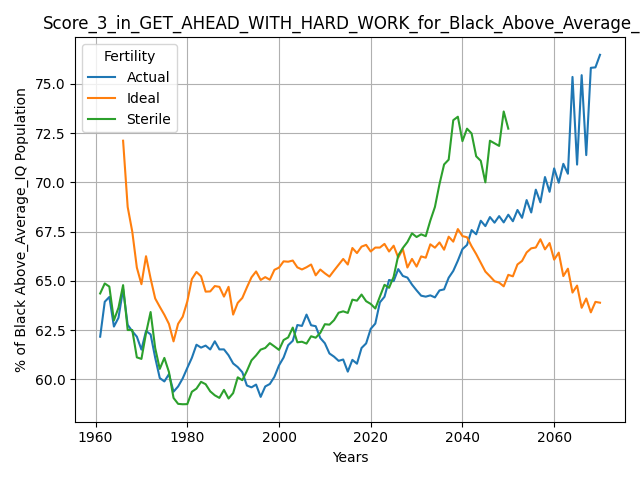 Score_3_in_GET_AHEAD_WITH_HARD_WORK_for_Black_Above_Average_
Fertility
Actual
Ideal
Sterile
% of Black Above_Average_IQ Population
75.0
72.5
70.0
67.5
65.0
62.5
60.0
1960 1980 2000 2020 2040 2060
Years